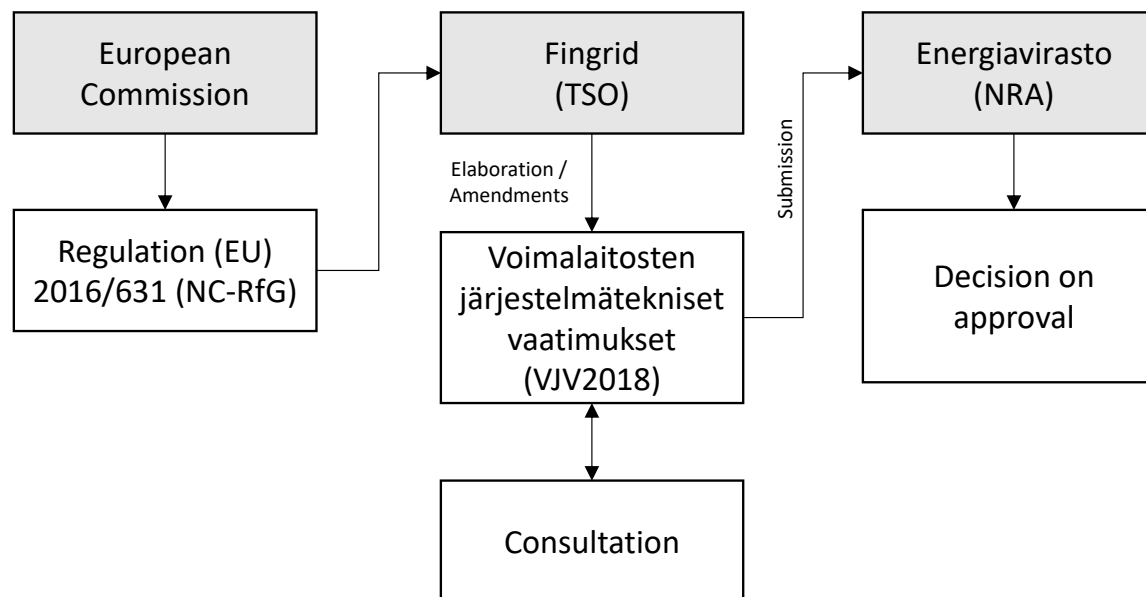 European
Commission
Fingrid
(TSO)
Energiavirasto
(NRA)
Elaboration /
Amendments
Submission
Regulation (EU)
2016/631 (NC-RfG)
Voimalaitosten
järjestelmätekniset
vaatimukset
(VJV2018)
Decision on
approval
Consultation